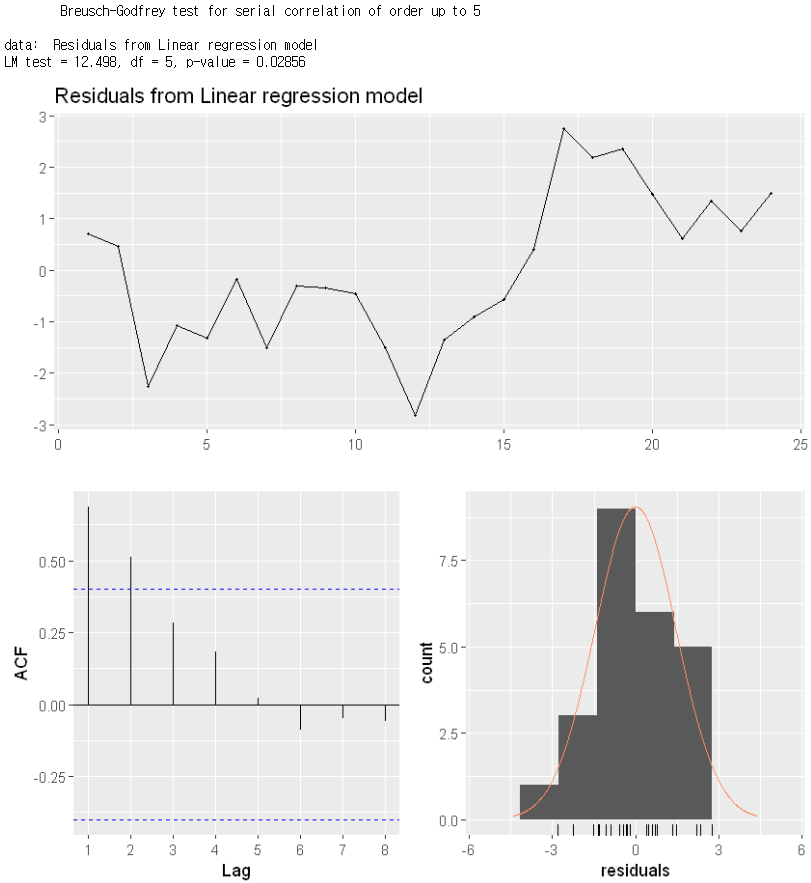 Breusch-Godfrey test for serial correlation of order up to 5
data:  Residuals from Linear regression model
LM test = 12.498, df = 5, p-value = 0.02856
Residuals from Linear regression model
3
2
1
0
-1
-2
-3
0 5 10 15 20 25
ACF
0.50
0.25
0.00
-0.25
1 2 3 4 5 6 7 8
Lag
count
7.5
5.0
2.5
0.0
-6 -3 0 3 6
residuals